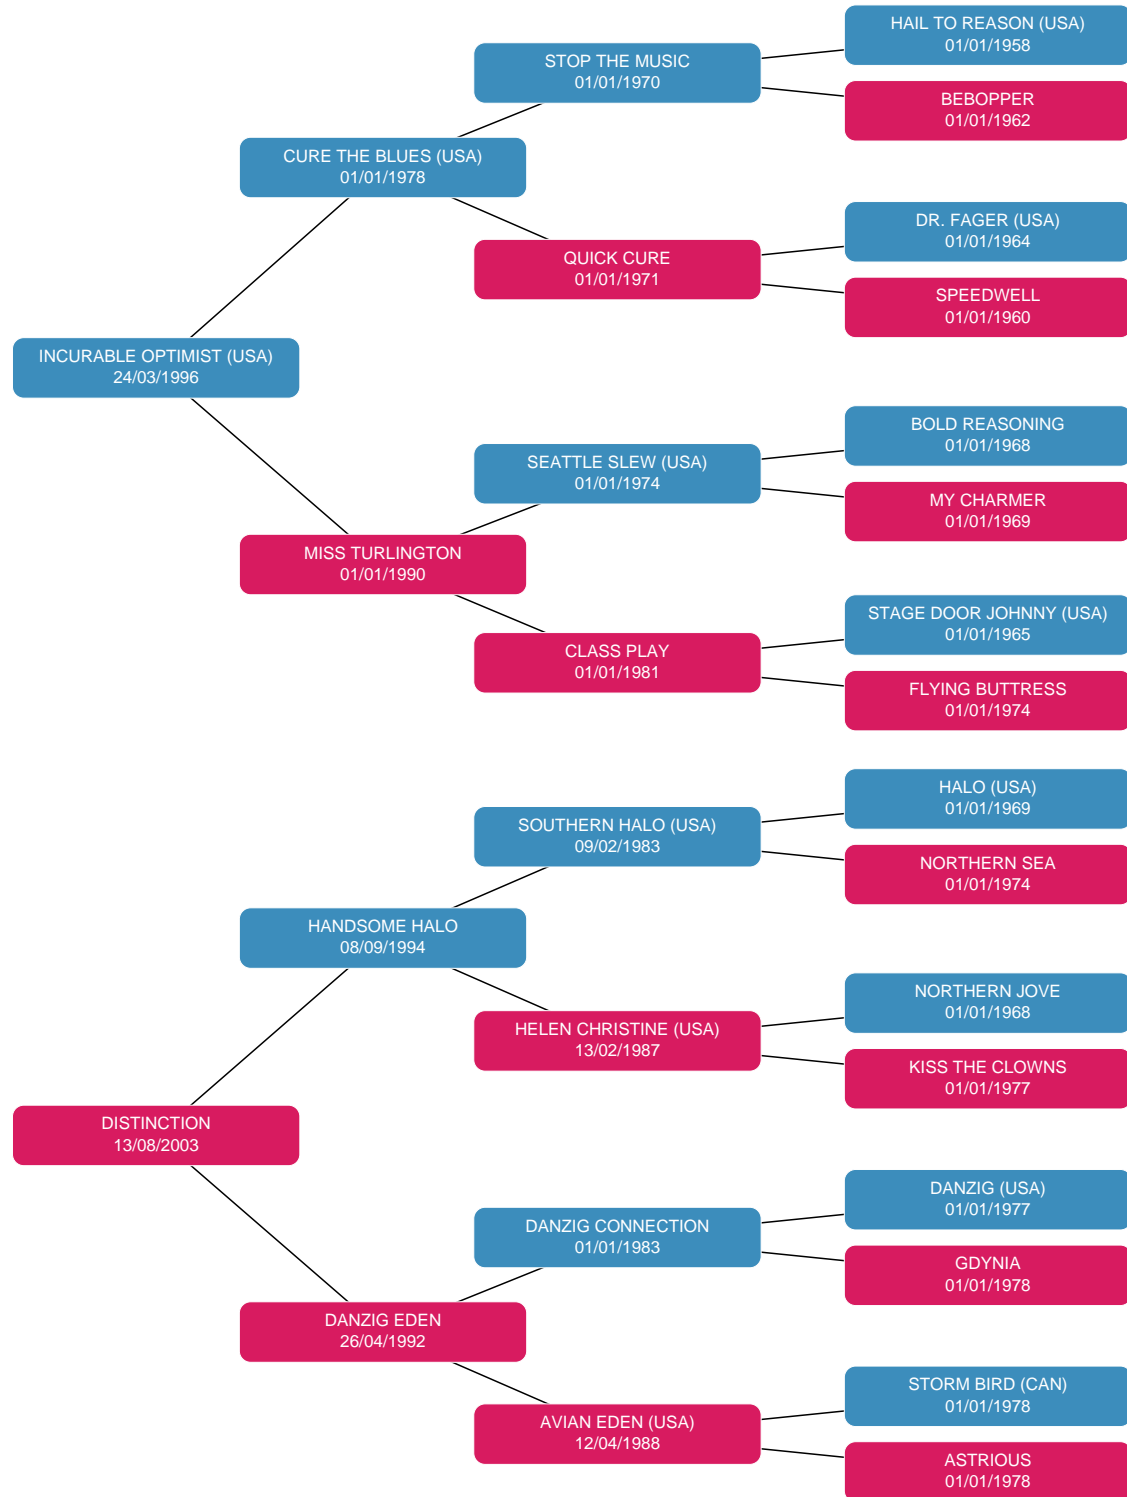 HAIL TO REASON (USA)
01/01/1958
STOP THE MUSIC
01/01/1970
BEBOPPER
01/01/1962
CURE THE BLUES (USA)
01/01/1978
DR. FAGER (USA)
01/01/1964
QUICK CURE
01/01/1971
SPEEDWELL
01/01/1960
INCURABLE OPTIMIST (USA)
24/03/1996
BOLD REASONING
01/01/1968
SEATTLE SLEW (USA)
01/01/1974
MY CHARMER
01/01/1969
MISS TURLINGTON
01/01/1990
STAGE DOOR JOHNNY (USA)
01/01/1965
CLASS PLAY
01/01/1981
FLYING BUTTRESS
01/01/1974
HALO (USA)
01/01/1969
SOUTHERN HALO (USA)
09/02/1983
NORTHERN SEA
01/01/1974
HANDSOME HALO
08/09/1994
NORTHERN JOVE
01/01/1968
HELEN CHRISTINE (USA)
13/02/1987
KISS THE CLOWNS
01/01/1977
DISTINCTION
13/08/2003
DANZIG (USA)
01/01/1977
DANZIG CONNECTION
01/01/1983
GDYNIA
01/01/1978
DANZIG EDEN
26/04/1992
STORM BIRD (CAN)
01/01/1978
AVIAN EDEN (USA)
12/04/1988
ASTRIOUS
01/01/1978